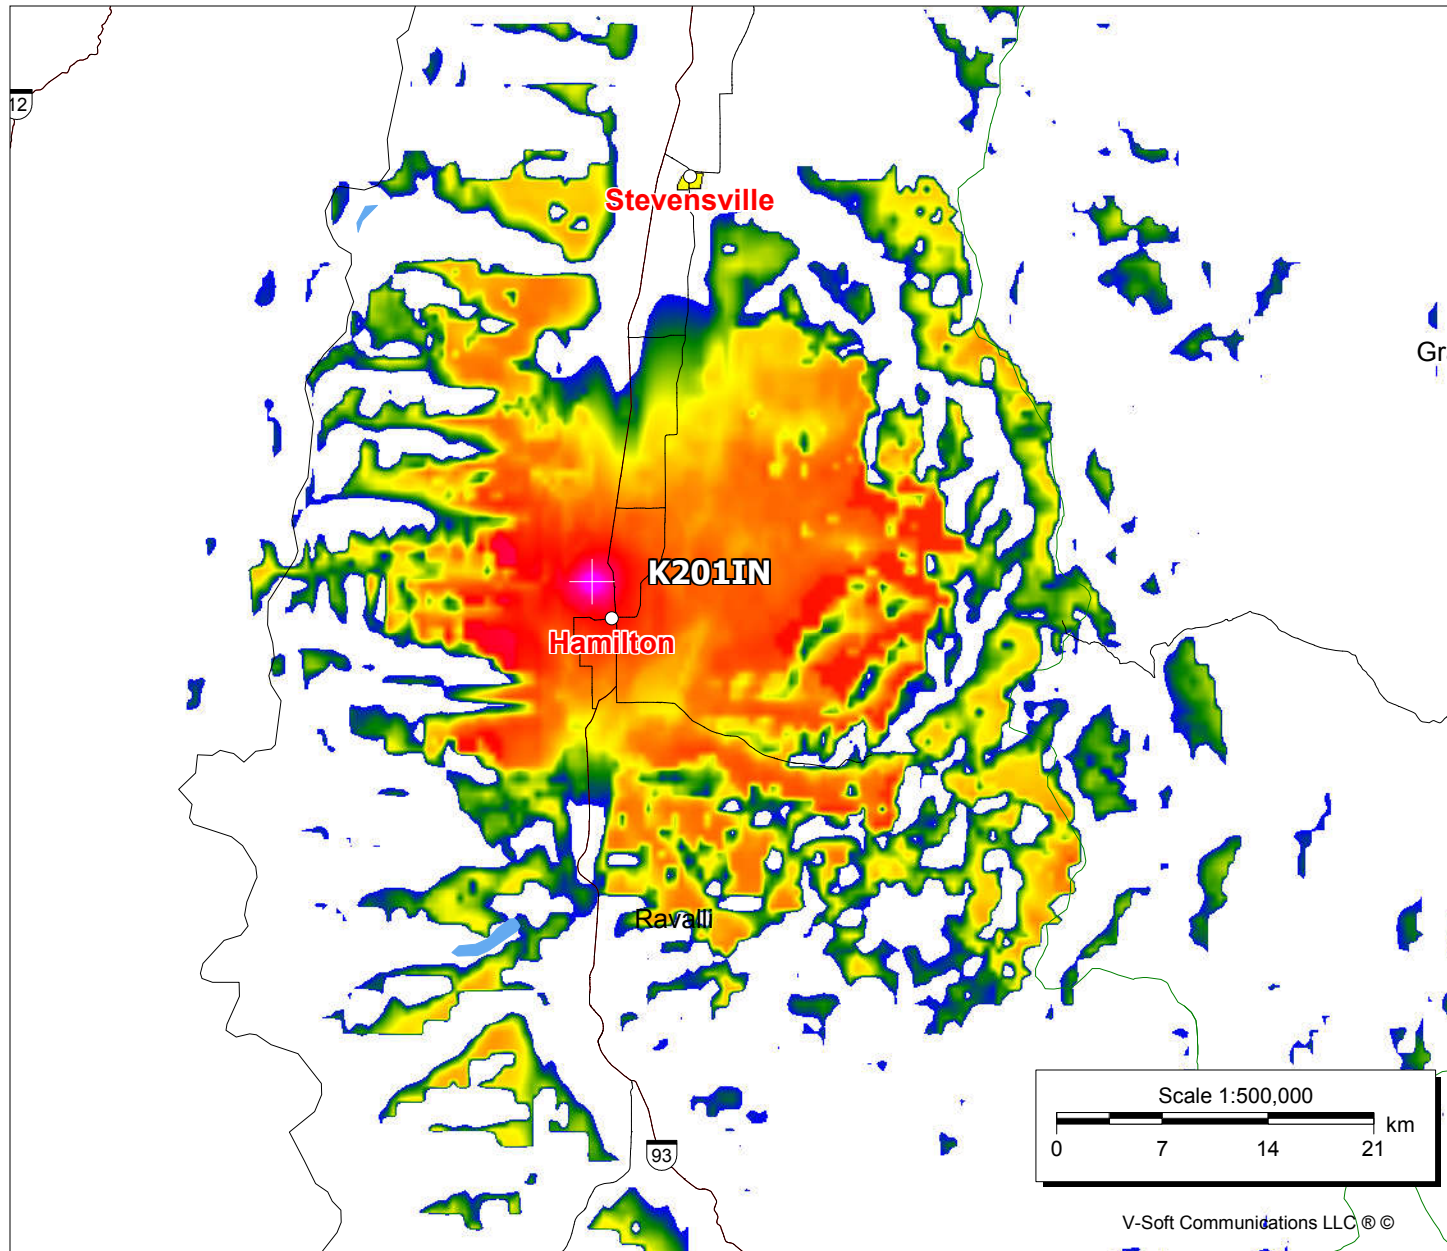 12
Stevensville
Gr
K201IN
Hamilton
Ravalli
Scale 1:500,000
km
0 7 14 21
93
V-Soft Communications LLC ® ©